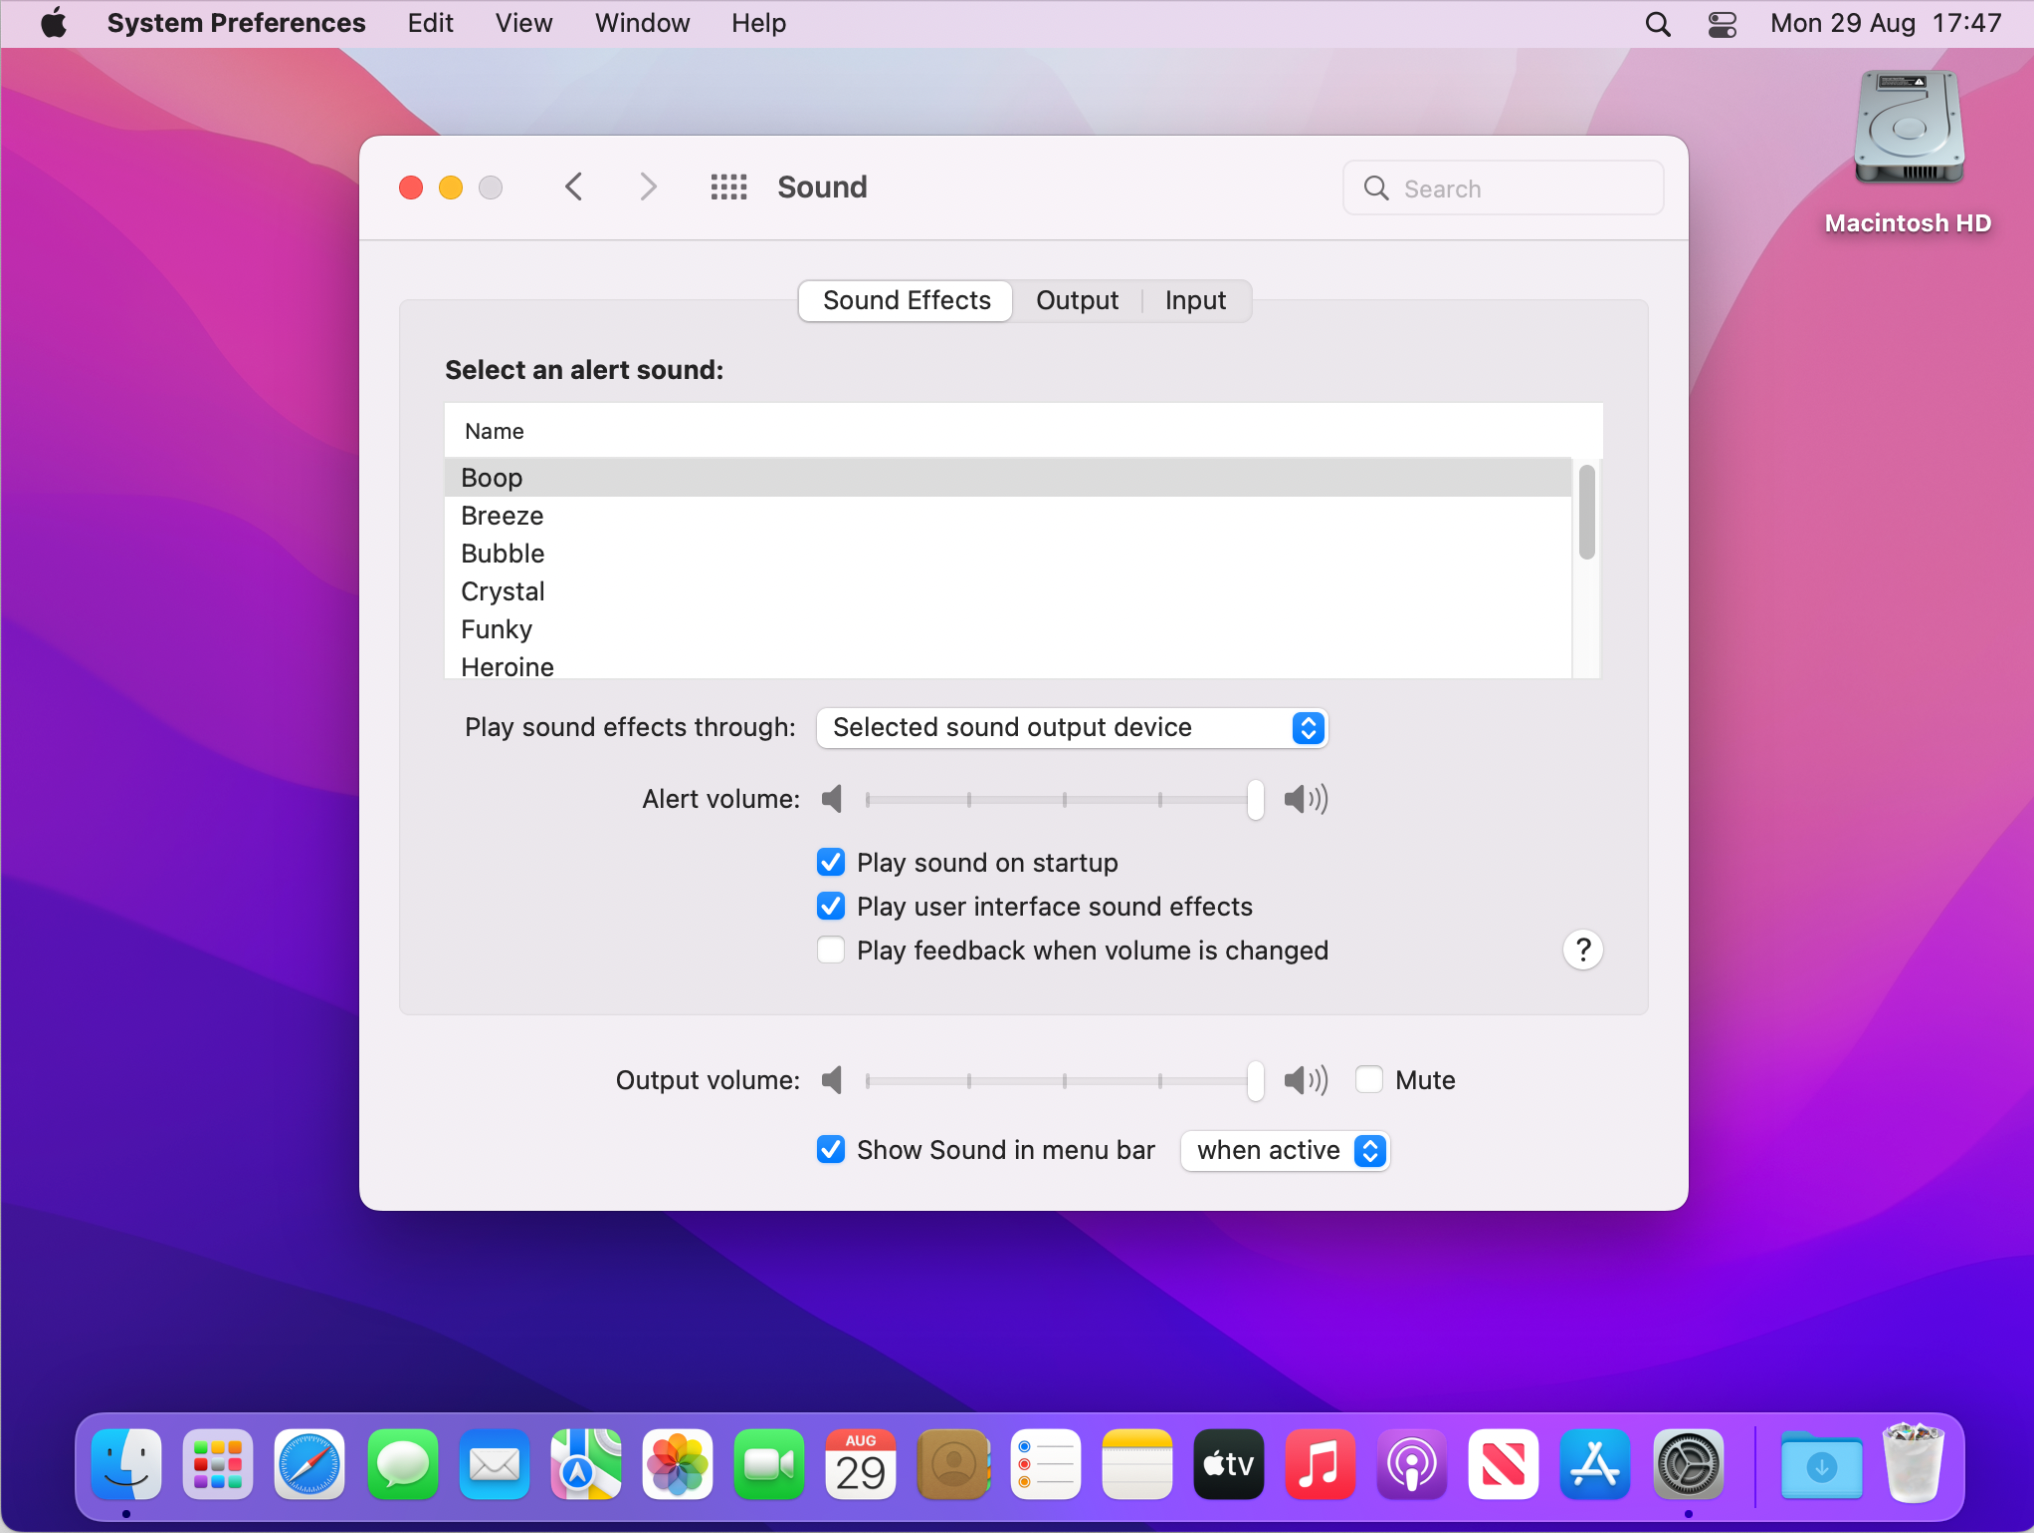 System Preferences Edit View Window Help Mon 29 Aug 17:47
Macintosh HD
Sound
Search
Sound Effects Output Input
Select an alert sound:
Name
Boop
Breeze
Bubble
Crystal
Funky
Heroine
Play sound effects through: Selected sound output device
Alert volume:
Play sound on startup
Play user interface sound effects
Play feedback when volume is changed
?
Output volume: Mute
Show Sound in menu bar when active
AUG
29
tv